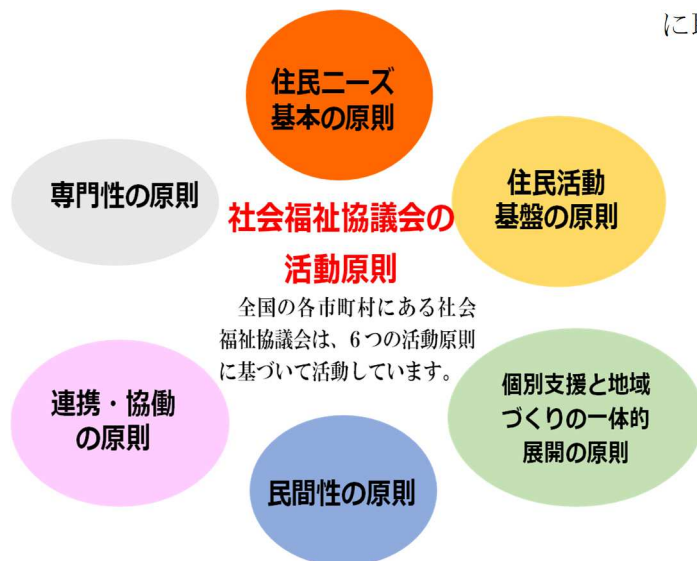 に
住民ニーズ
基本の原則
専門性の原則
住民活動
基盤の原則
社会福祉協議会の
活動原則
全国の各市町村にある社会
福祉協議会は、6つの活動原則
に基づいて活動しています。
連携・協働
の原則
個別支援と地域
づくりの一体的
展開の原則
民間性の原則